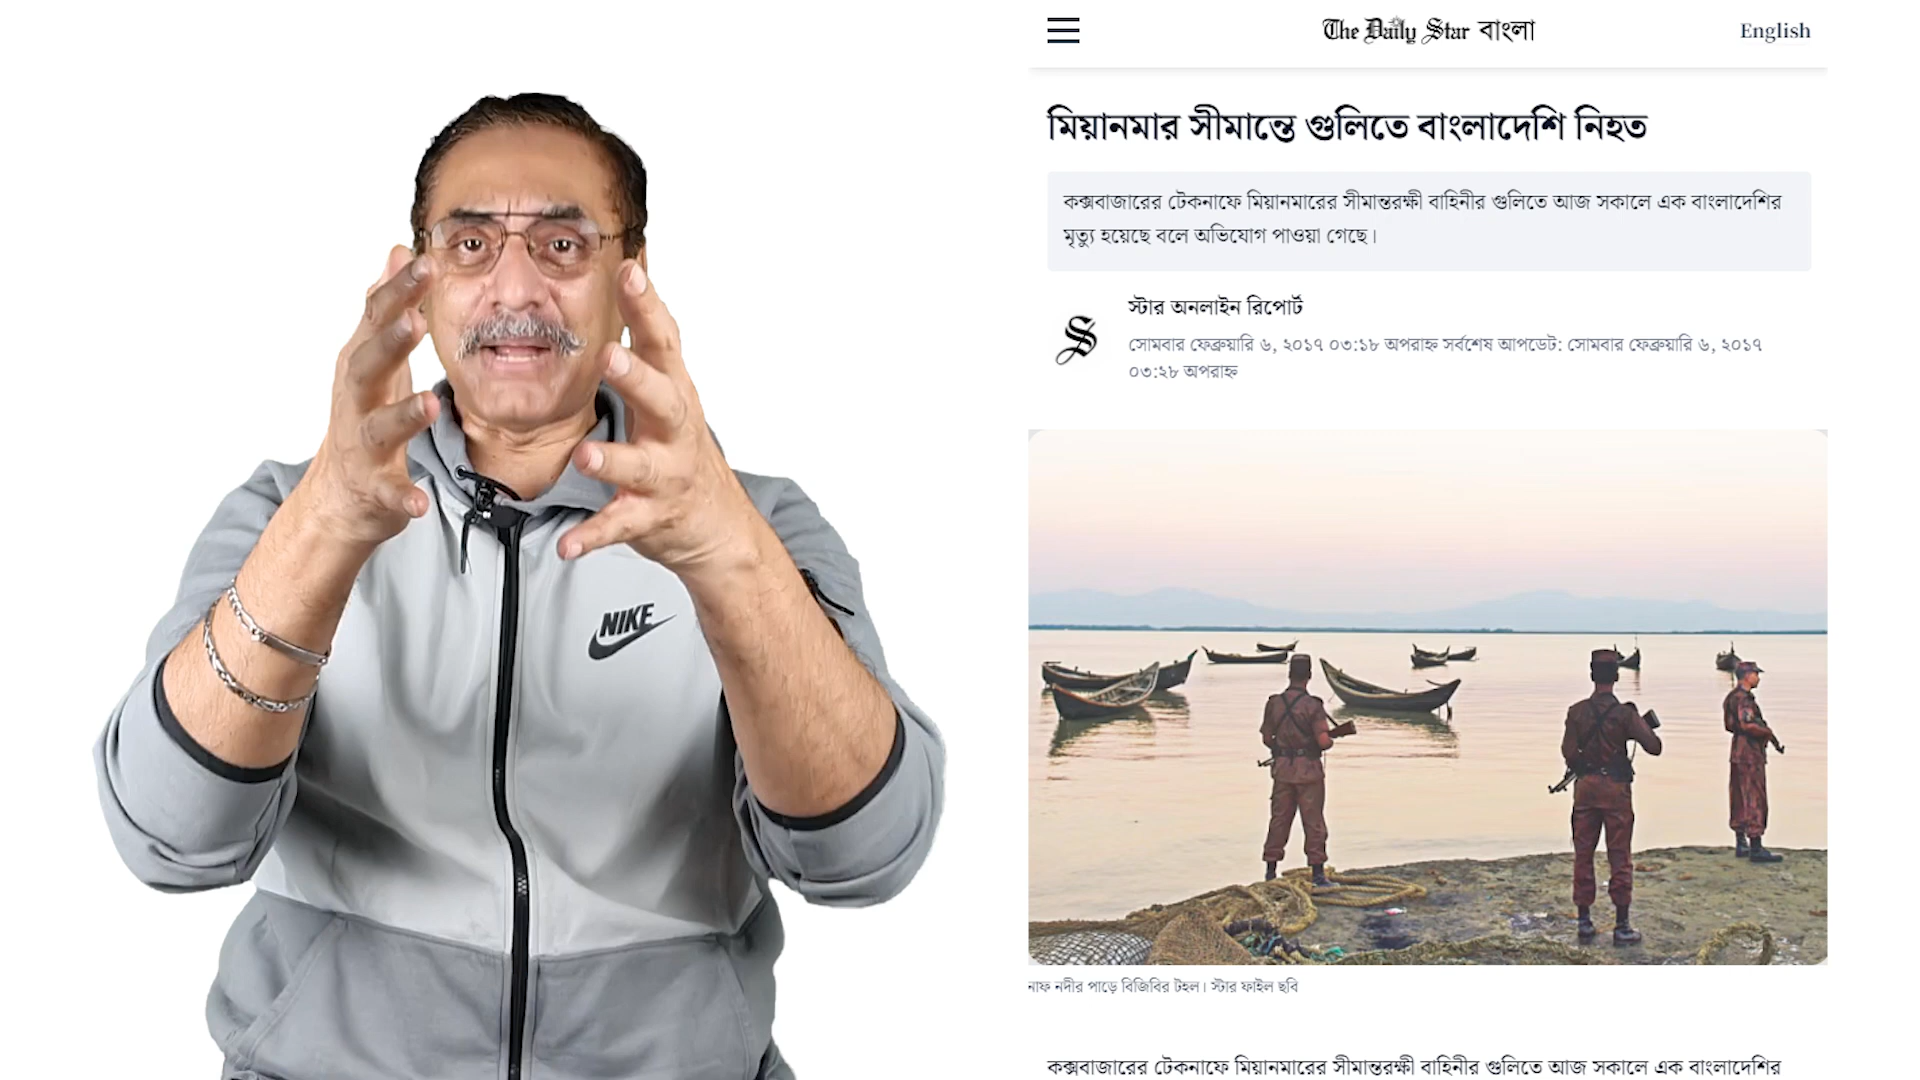 The Daily Star বাংলা
English
মিয়ানমার সীমান্তে গুলিতে বাংলাদেশি নিহত
কক্সবাজারের টেকনাফে মিয়ানমারের সীমান্তরক্ষী বাহিনীর গুলিতে আজ সকালে এক বাংলাদেশির
মৃত্যু হয়েছে বলে অভিযোগ পাওয়া গেছে।
S
স্টার অনলাইন রিপোর্ট
সোমবার ফেব্রুয়ারি ৬, ২০১৭ ০৩:১৮ অপরাহ্ন সর্বশেষ আপডেট: সোমবার ফেব্রুয়ারি ৬, ২০১৭
০৩:২৮ অপরাহ্ন
NIKE
নাফ নদীর পাড়ে বিজিবির টহল। স্টার ফাইল ছবি
কক্সবাজারের টেকনাফে মিয়ানমারের সীমান্তরক্ষী বাহিনীর গুলিতে আজ সকালে এক বাংলাদেশির